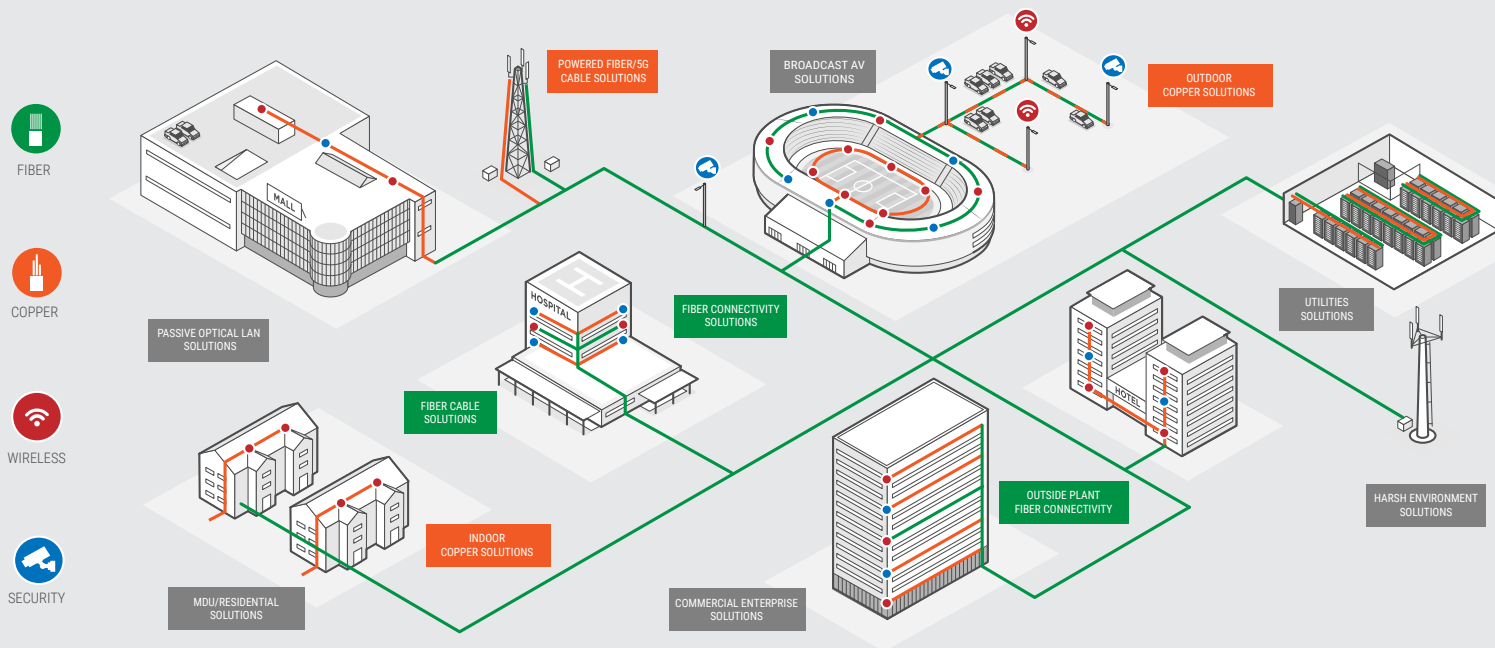 FIBER
COPPER
WIRELESS
SECURITY
POWERED FIBER/5G
CABLE SOLUTIONS
BROADCAST AV
SOLUTIONS
OUTDOOR
COPPER SOLUTIONS
MALL
PASSIVE OPTICAL LAN
SOLUTIONS
H
HOSPITAL
FIBER CONNECTIVITY
SOLUTIONS
UTILITIES
SOLUTIONS
FIBER CABLE
SOLUTIONS
HOTEL
INDOOR
COPPER SOLUTIONS
OUTSIDE PLANT
FIBER CONNECTIVITY
HARSH ENVIRONMENT
SOLUTIONS
MDU/RESIDENTIAL
SOLUTIONS
COMMERCIAL ENTERPRISE
SOLUTIONS